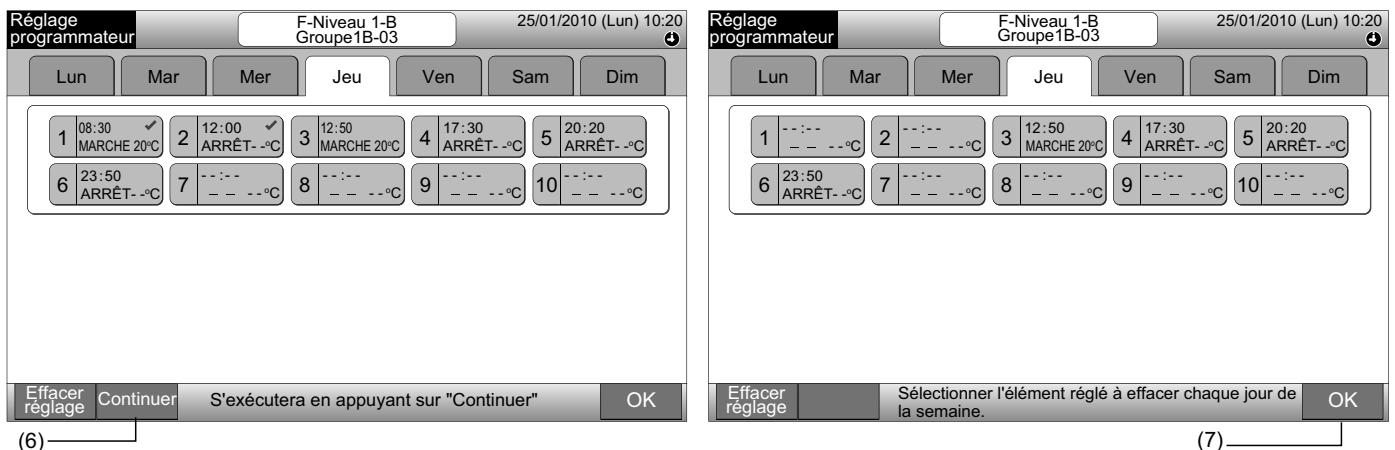 Réglage
programmateur
F-Niveau 1-B
Groupe1B-03
25/01/2010 (Lun) 10:20
Lun Mar Mer Jeu Ven Sam Dim
1 08:30 ✔ MARCHE 20°C
2 12:00 ✔ ARRÊT- -°C
3 12:50 MARCHE 20°C
4 17:30 ARRÊT- -°C
5 20:20 ARRÊT- -°C
6 23:50 ARRÊT- -°C
7 - -:- - – – - -°C
8 - -:- - – – - -°C
9 - -:- - – – - -°C
10 - -:- - – – - -°C
Effacer
réglage
Continuer
S'exécutera en appuyant sur "Continuer"
OK
(6)
Réglage
programmateur
F-Niveau 1-B
Groupe1B-03
25/01/2010 (Lun) 10:20
Lun Mar Mer Jeu Ven Sam Dim
1 - -:- - – – - -°C
2 - -:- - – – - -°C
3 12:50 MARCHE 20°C
4 17:30 ARRÊT- -°C
5 20:20 ARRÊT- -°C
6 23:50 ARRÊT- -°C
7 - -:- - – – - -°C
8 - -:- - – – - -°C
9 - -:- - – – - -°C
10 - -:- - – – - -°C
Effacer
réglage
Sélectionner l'élément réglé à effacer chaque jour de
la semaine.
OK
(7)